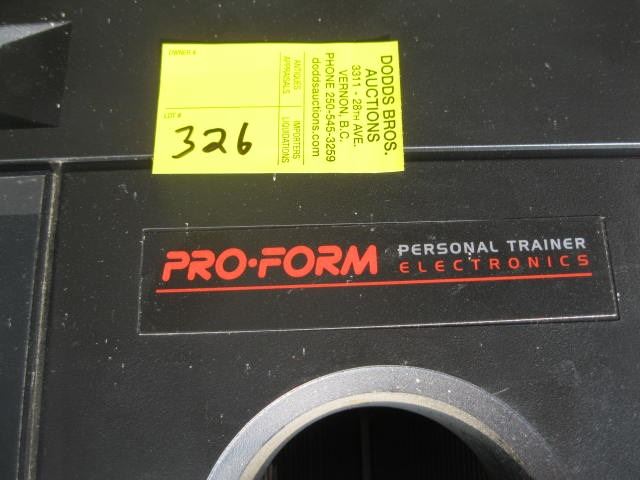 OWNER #
LOT #
326
ANTIQUES IMPORTERS
APPRAISALS LIQUIDATIONS
DODDS BROS.
AUCTIONS
3311 - 28TH AVE.
VERNON, B.C.
PHONE 250-545-3259
doddsauctions.com
PRO•FORM PERSONAL TRAINER
ELECTRONICS